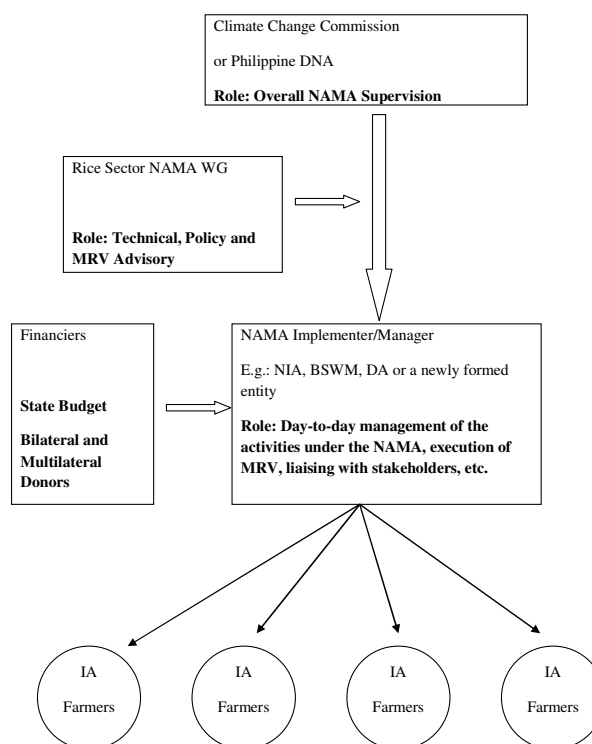 Climate Change Commission
or Philippine DNA
Role: Overall NAMA Supervision
Rice Sector NAMA WG
Role: Technical, Policy and
MRV Advisory
Financiers
State Budget
Bilateral and
Multilateral
Donors
NAMA Implementer/Manager
E.g.: NIA, BSWM, DA or a newly formed
entity
Role: Day-to-day management of the
activities under the NAMA, execution of
MRV, liaising with stakeholders, etc.
IA
Farmers
IA
Farmers
IA
Farmers
IA
Farmers